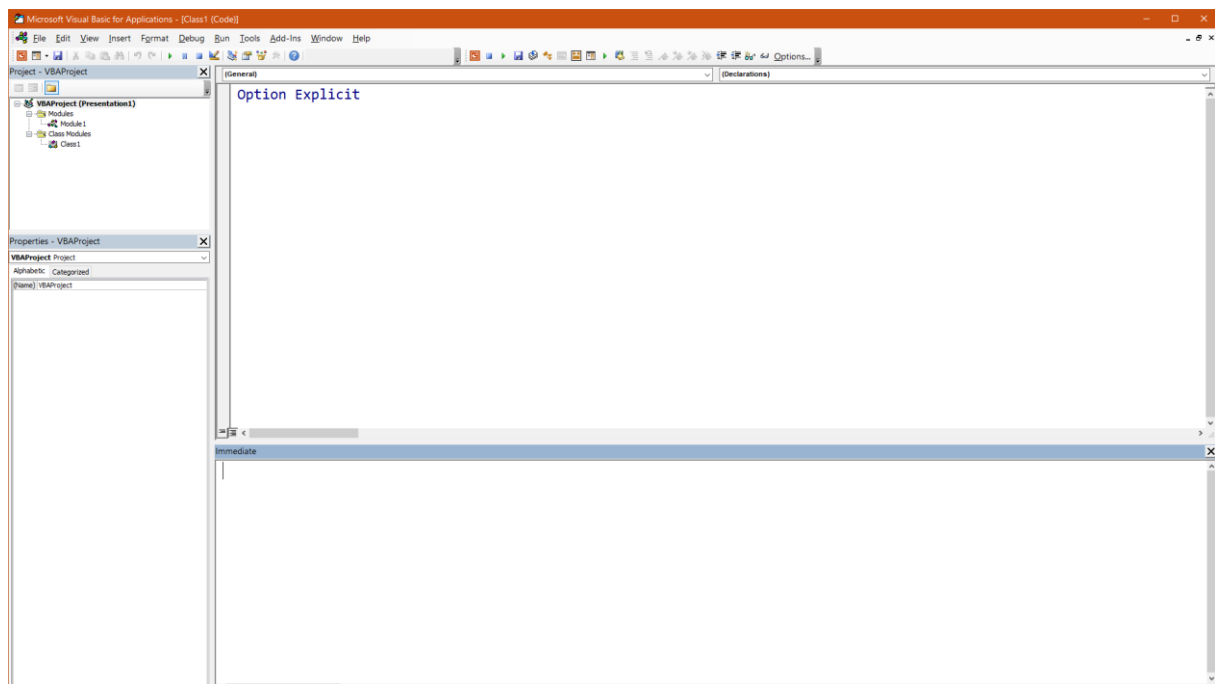 Microsoft Visual Basic for Applications - [Class1 (Code)]
File Edit View Insert Format Debug Run Tools Add-Ins Window Help
Options...
Project - VBAProject
VBAProject (Presentation1)
Modules
Module1
Class Modules
Class1
Properties - VBAProject
VBAProject Project
Alphabetic Categorized
(Name) VBAProject
(General) (Declarations)
Option Explicit
Immediate